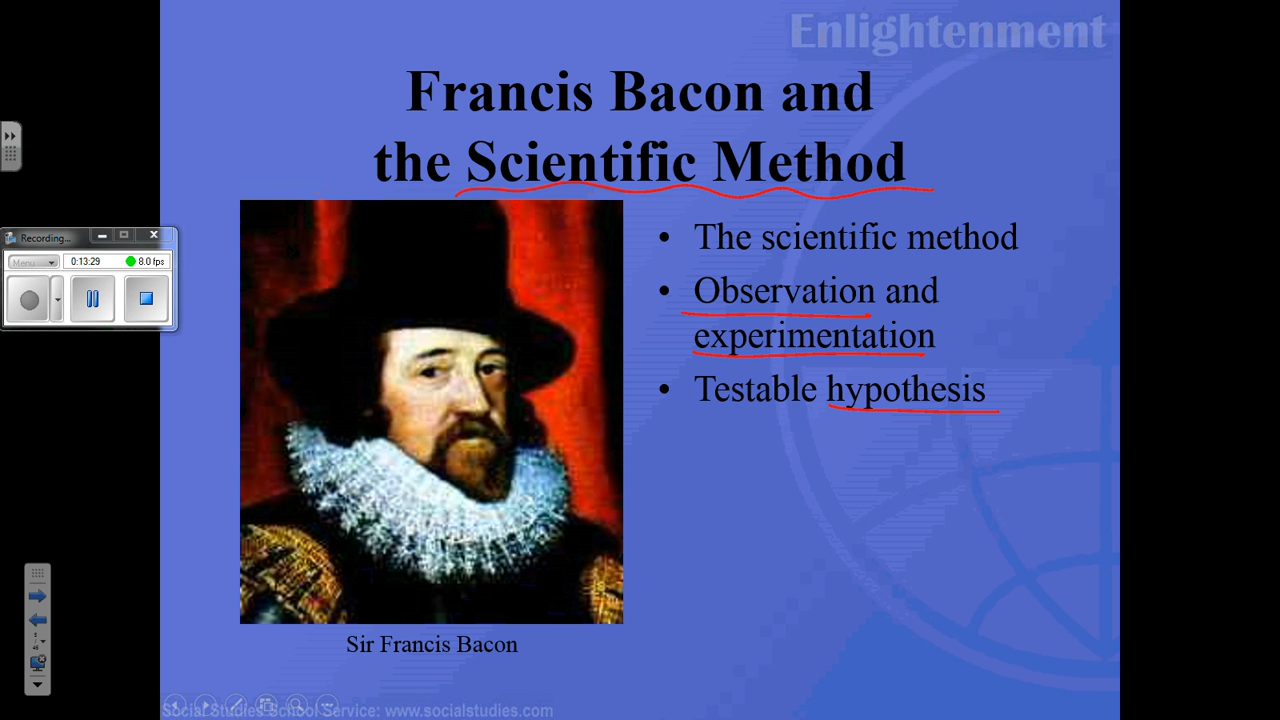 Enlightenment
Francis Bacon and
the Scientific Method
Recording...
Menu
0:13:29
8.0 fps
• The scientific method
• Observation and
experimentation
• Testable hypothesis
Sir Francis Bacon
Social Studies School Service: www.socialstudies.com